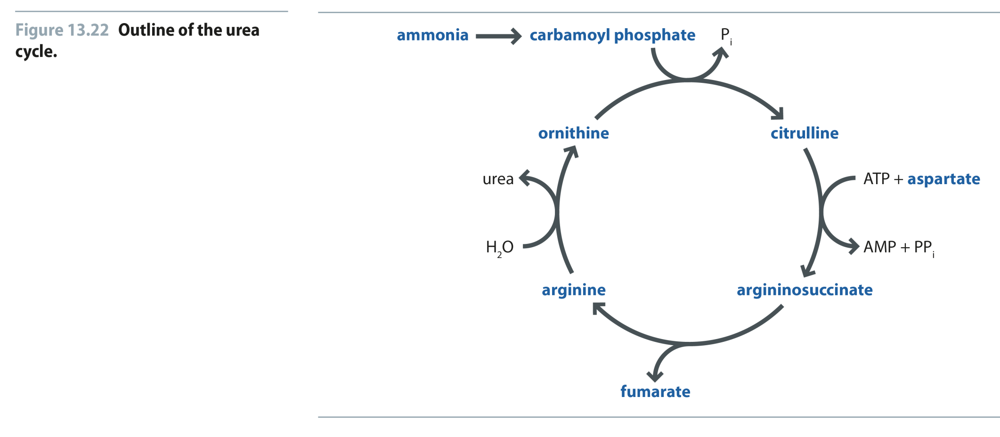 Figure 13.22 Outline of the urea
cycle.
ammonia
carbamoyl phosphate
Pi
ornithine
citrulline
urea
ATP + aspartate
H2O
AMP + PPi
arginine
argininosuccinate
fumarate